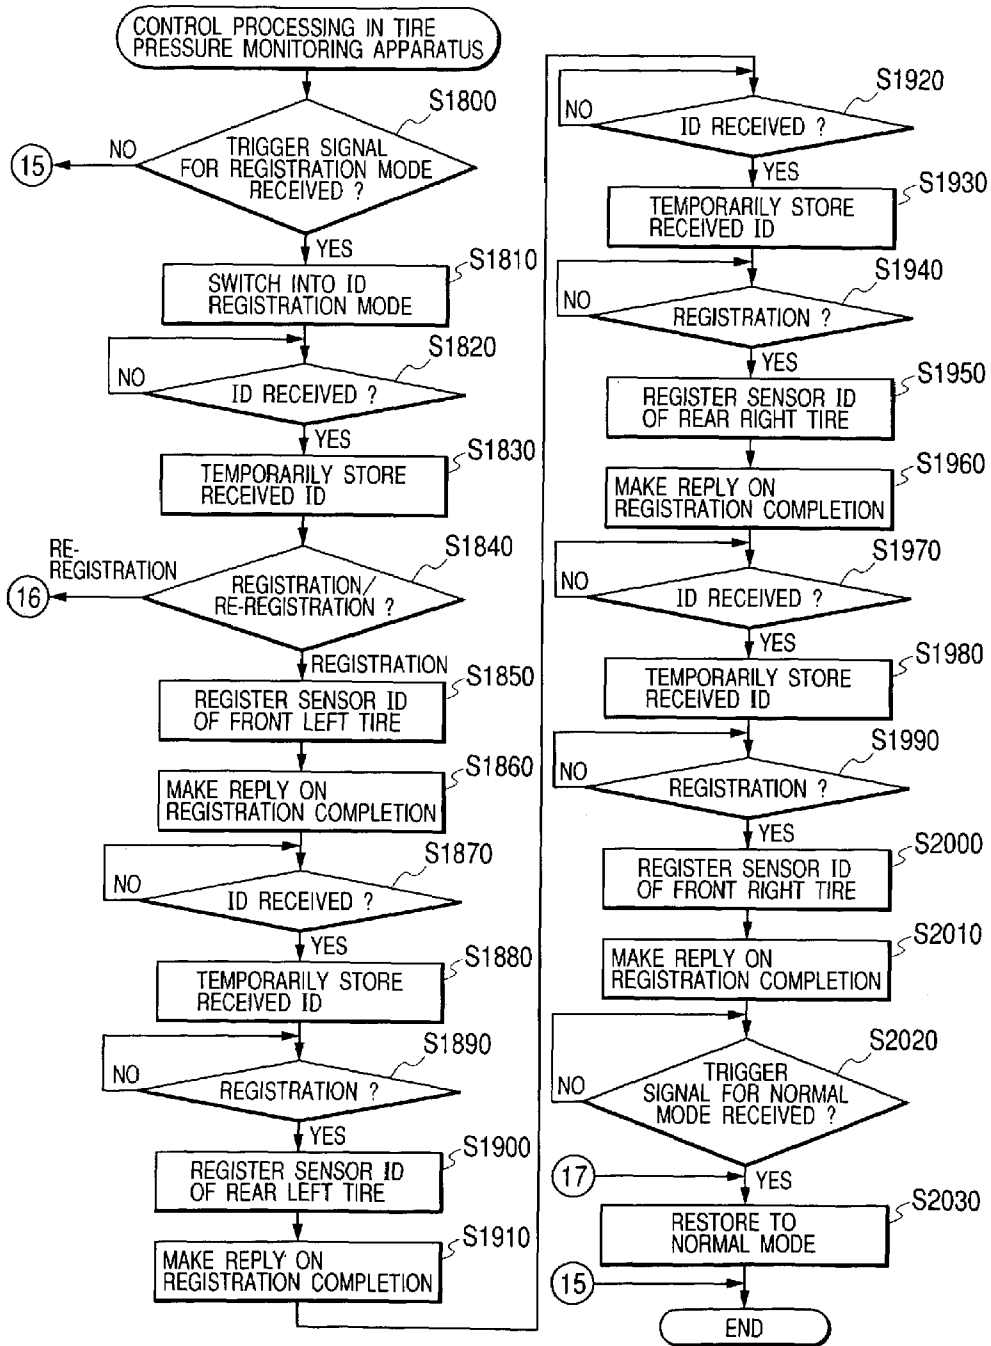 CONTROL PROCESSING IN TIRE
PRESSURE MONITORING APPARATUS
S1800
NO
15
TRIGGER SIGNAL
FOR REGISTRATION MODE
RECEIVED ?
YES
S1810
SWITCH INTO ID
REGISTRATION MODE
S1820
NO
ID RECEIVED ?
YES
S1830
TEMPORARILY STORE
RECEIVED ID
RE-
REGISTRATION
S1840
16
REGISTRATION/
RE-REGISTRATION ?
REGISTRATION
S1850
REGISTER SENSOR ID
OF FRONT LEFT TIRE
S1860
MAKE REPLY ON
REGISTRATION COMPLETION
S1870
NO
ID RECEIVED ?
YES
S1880
TEMPORARILY STORE
RECEIVED ID
S1890
NO
REGISTRATION ?
YES
S1900
REGISTER SENSOR ID
OF REAR LEFT TIRE
S1910
MAKE REPLY ON
REGISTRATION COMPLETION
S1920
NO
ID RECEIVED ?
YES
S1930
TEMPORARILY STORE
RECEIVED ID
S1940
NO
REGISTRATION ?
YES
S1950
REGISTER SENSOR ID
OF REAR RIGHT TIRE
S1960
MAKE REPLY ON
REGISTRATION COMPLETION
S1970
NO
ID RECEIVED ?
YES
S1980
TEMPORARILY STORE
RECEIVED ID
S1990
NO
REGISTRATION ?
YES
S2000
REGISTER SENSOR ID
OF FRONT RIGHT TIRE
S2010
MAKE REPLY ON
REGISTRATION COMPLETION
S2020
NO
TRIGGER
SIGNAL FOR NORMAL
MODE RECEIVED ?
17
YES
S2030
RESTORE TO
NORMAL MODE
15
END